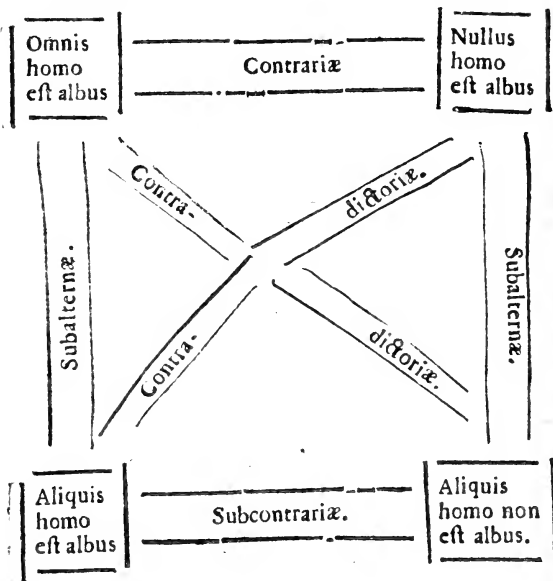 Omnis
homo
eſt albus
Contrariæ
Nullus
homo
eſt albus
Contra-
dictoriæ.
Subalternæ.
Subalternæ.
Contra-
dictoriæ.
Aliquis
homo
eſt albus
Subcontrariæ.
Aliquis
homo non
eſt albus.